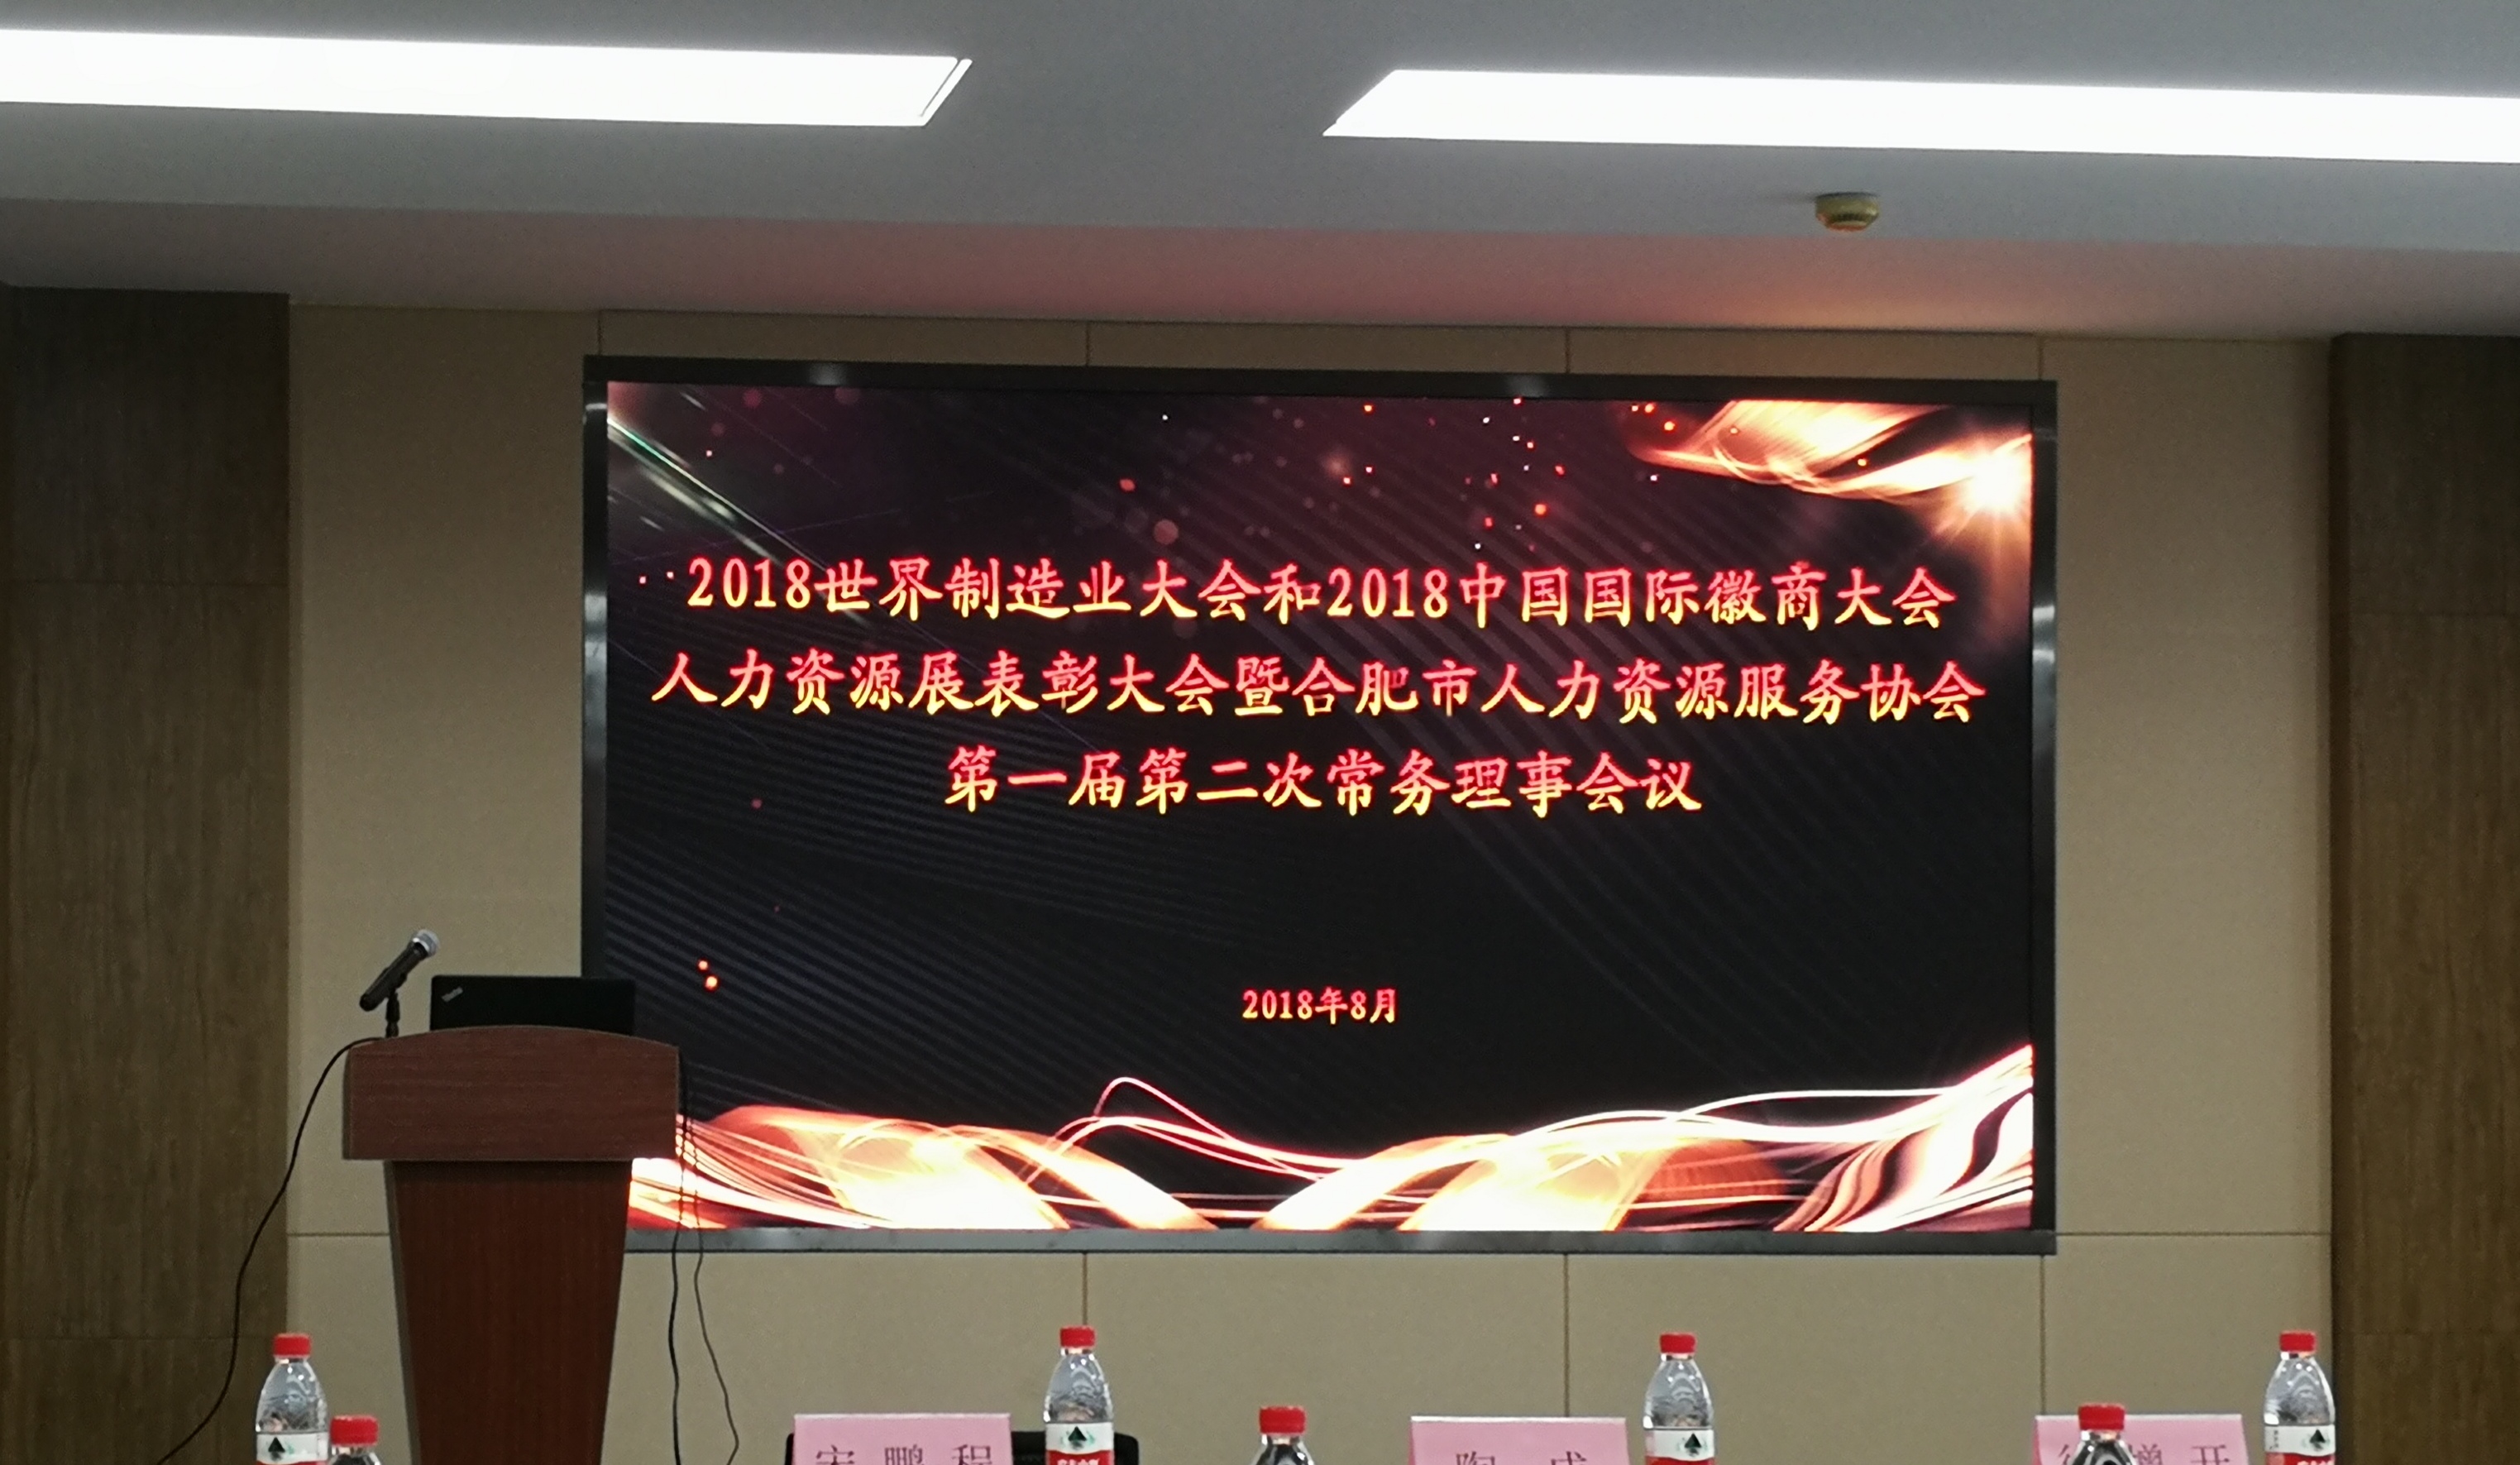 2018世界制造业大会和2018中国国际徽商大会
人力资源展表彰大会暨合肥市人力资源服务协会
第一届第二次常务理事会议
2018年8月